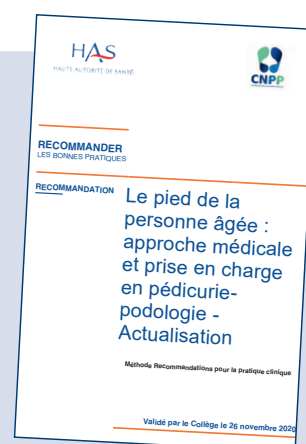 HAS
HAUTE AUTORITÉ DE SANTÉ
CNPP
RECOMMANDER
LES BONNES PRATIQUES
RECOMMANDATION
Le pied de la
personne âgée :
approche médicale
et prise en charge
en pédicurie-
podologie -
Actualisation
Méthode Recommandations pour la pratique clinique
Validé par le Collège le 26 novembre 2020